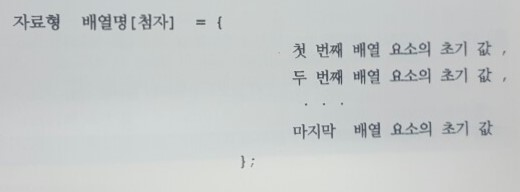 자료형 배열명[첨자] = {
첫 번째 배열 요소의 초기 값 ,
두 번째 배열 요소의 초기 값 ,
. . .
마지막 배열 요소의 초기 값
};